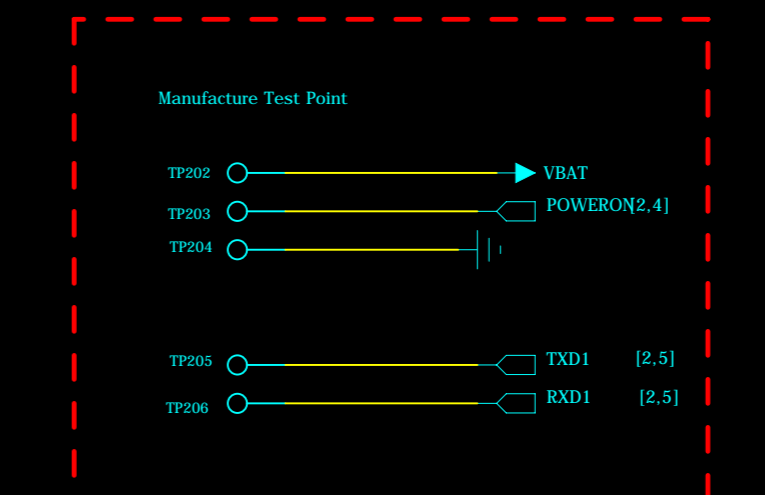 Manufacture Test Point
TP202 VBAT
TP203 POWERON[2,4]
TP204
TP205 TXD1 [2,5]
TP206 RXD1 [2,5]